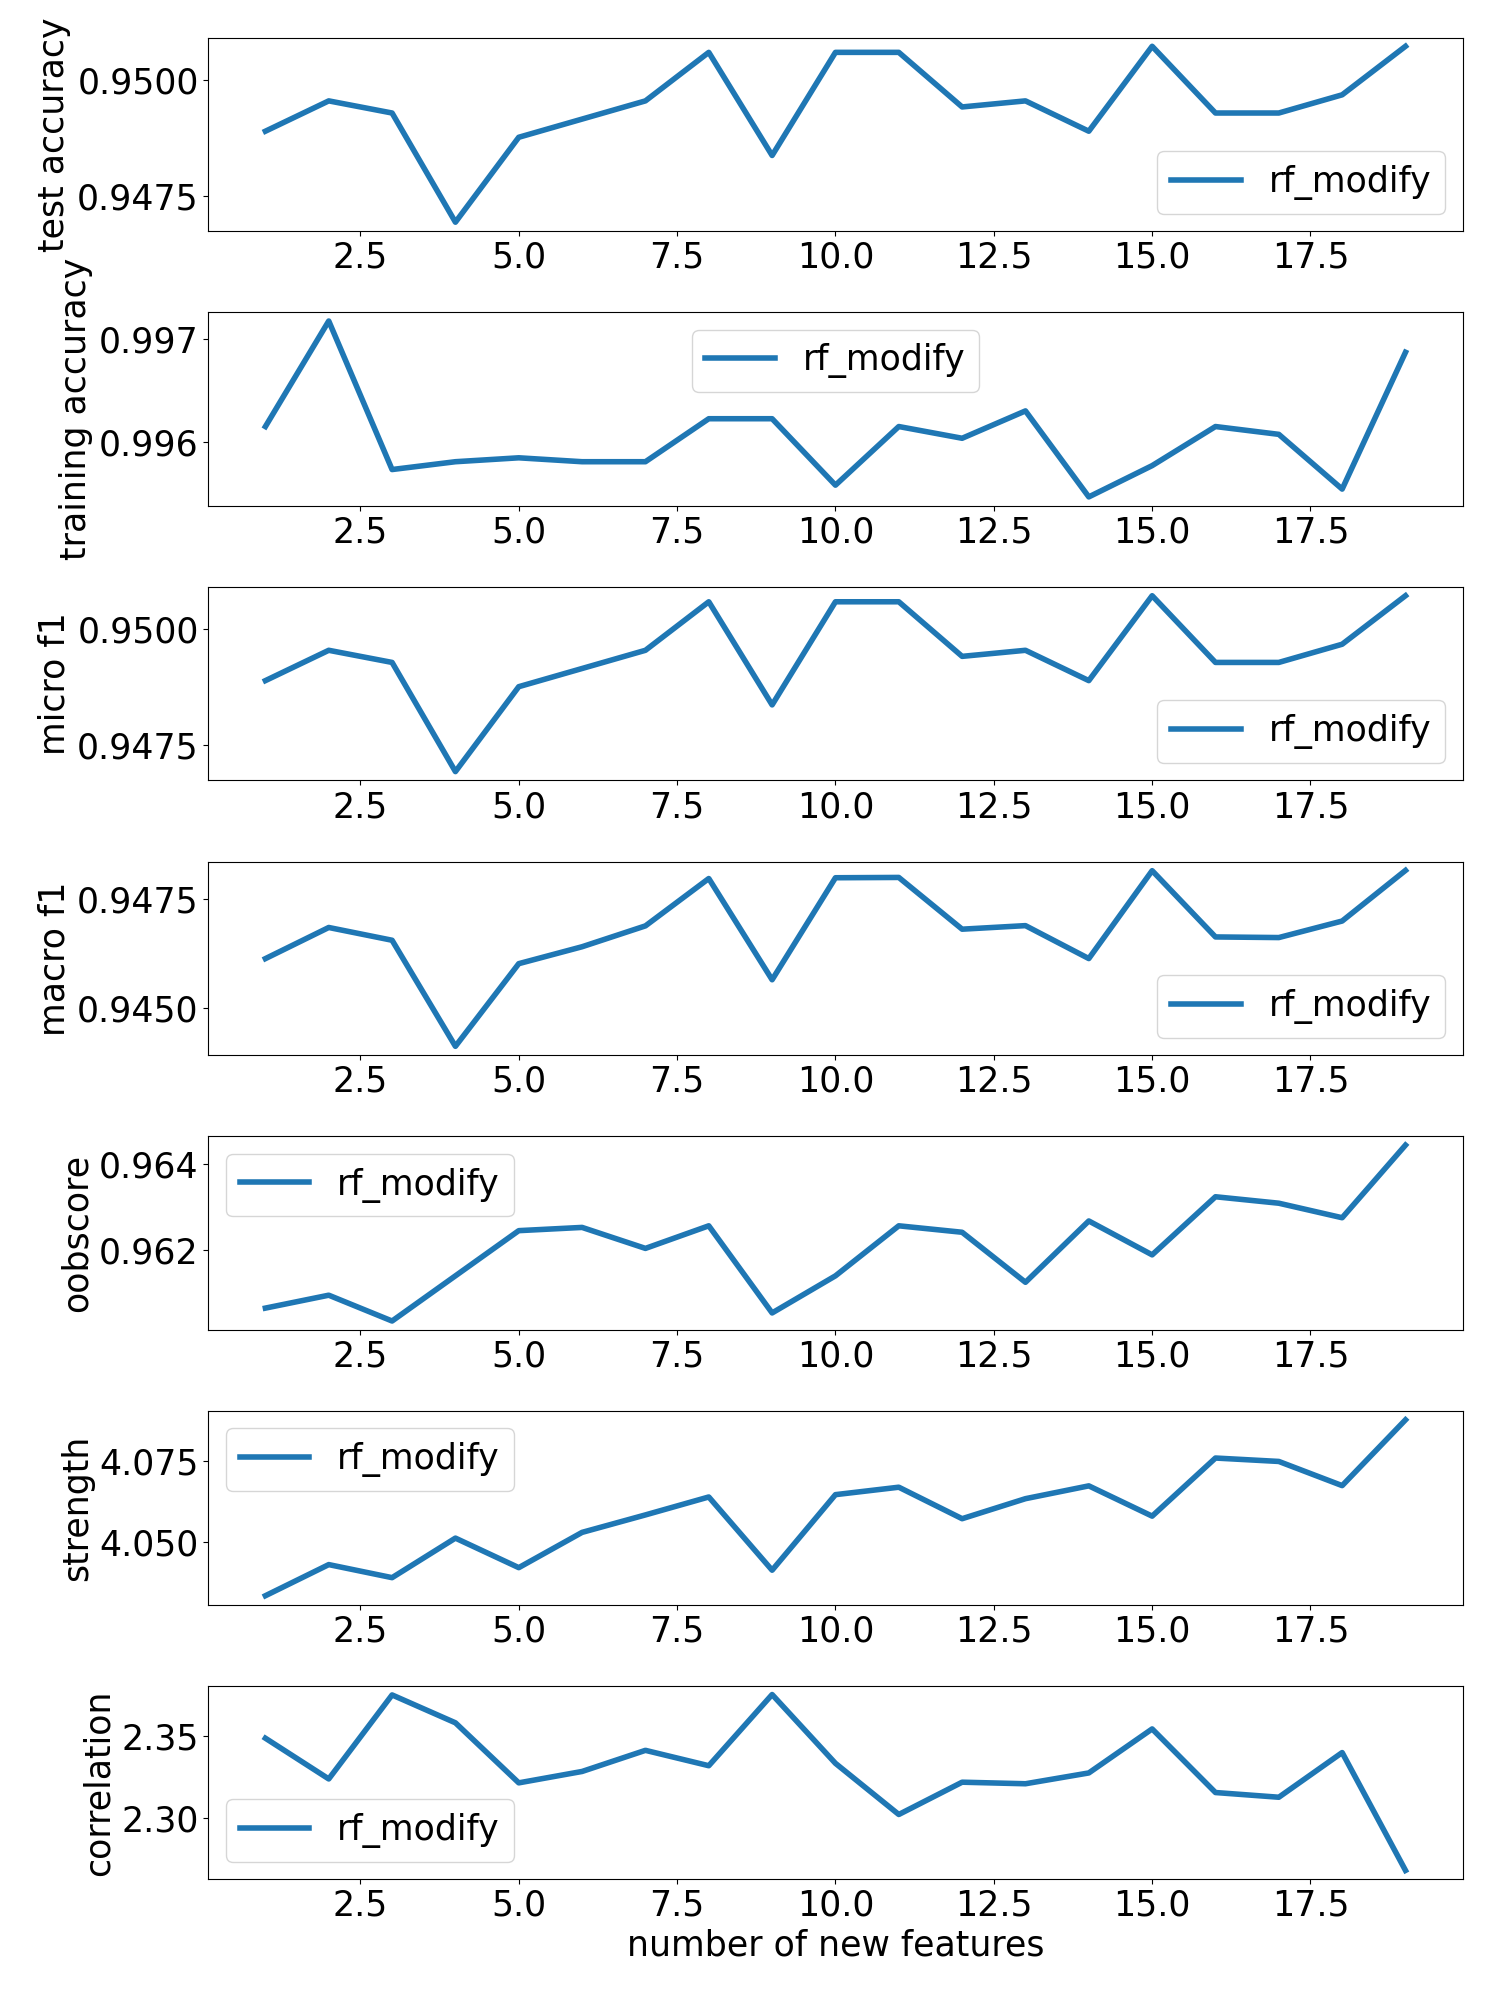 test accuracy
0.9500
0.9475
rf_modify
2.5 5.0 7.5 10.0 12.5 15.0 17.5
training accuracy
0.997
0.996
rf_modify
2.5 5.0 7.5 10.0 12.5 15.0 17.5
micro f1
0.9500
0.9475
rf_modify
2.5 5.0 7.5 10.0 12.5 15.0 17.5
macro f1
0.9475
0.9450
rf_modify
2.5 5.0 7.5 10.0 12.5 15.0 17.5
oobscore
0.964
0.962
rf_modify
2.5 5.0 7.5 10.0 12.5 15.0 17.5
strength
4.075
4.050
rf_modify
2.5 5.0 7.5 10.0 12.5 15.0 17.5
correlation
2.35
2.30
rf_modify
2.5 5.0 7.5 10.0 12.5 15.0 17.5
number of new features